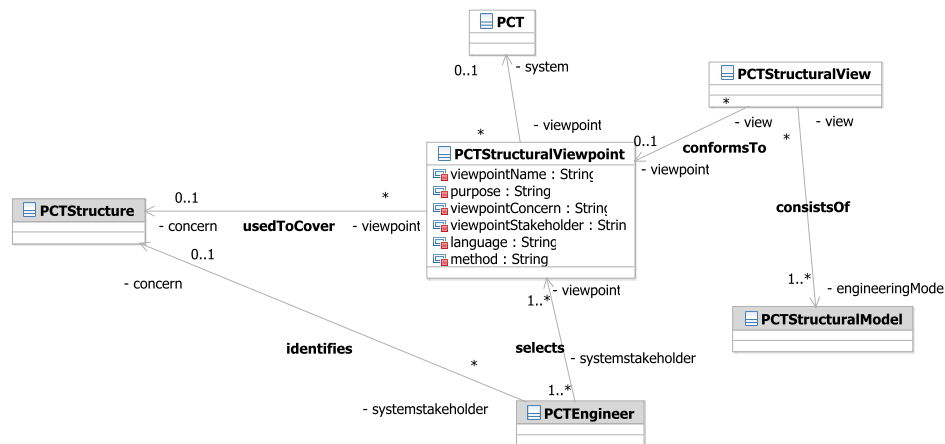 PCT
0..1
- system
PCTStructuralView
*
- view
- view
*
- viewpoint
*
0..1
conformsTo
- viewpoint
PCTStructuralViewpoint
viewpointName : String
purpose : String
viewpointConcern : String
viewpointStakeholder : Strin
language : String
method : String
PCTStructure
0..1
*
- concern
usedToCover
- viewpoint
consistsOf
0..1
- concern
1..*
- engineeringMode
PCTStructuralModel
- viewpoint
1..*
identifies
selects
- systemstakeholder
*
1..*
- systemstakeholder
PCTEngineer